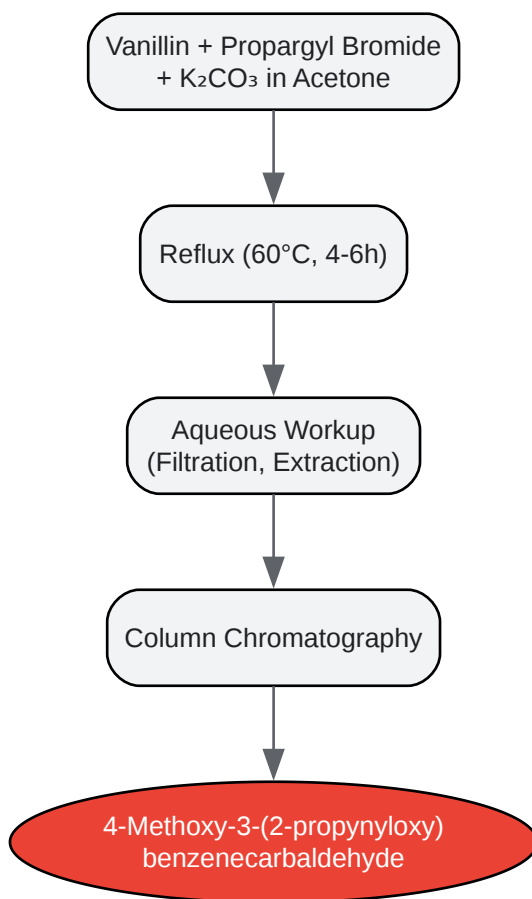 Vanillin + Propargyl Bromide
+ K₂CO₃ in Acetone
Reflux (60°C, 4-6h)
Aqueous Workup
(Filtration, Extraction)
Column Chromatography
4-Methoxy-3-(2-propynyloxy)
benzenecarbaldehyde